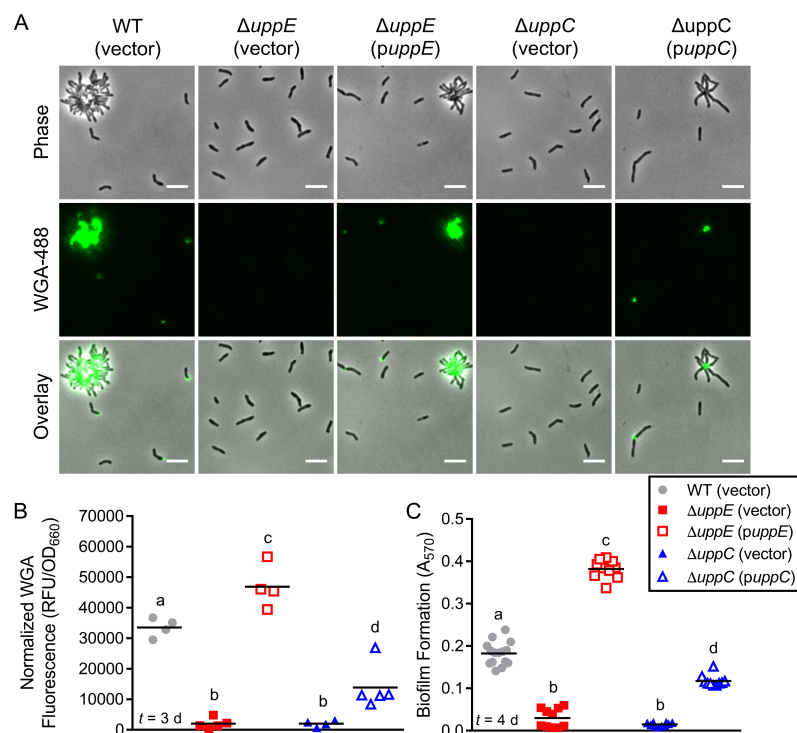 A
WT ΔuppE ΔuppE ΔuppC ΔuppC
(vector) (vector) (puppE) (vector) (puppC)
Phase
WGA-488
Overlay
B
Normalized WGA
Fluorescence (RFU/OD660)
70000
60000
50000
40000
30000
20000
10000
0
a
b
c
b
d
t = 3 d
C
Biofilm Formation (A570)
0.5
0.4
0.3
0.2
0.1
0.0
a
b
c
b
d
t = 4 d
WT (vector)
ΔuppE (vector)
ΔuppE (puppE)
ΔuppC (vector)
ΔuppC (puppC)